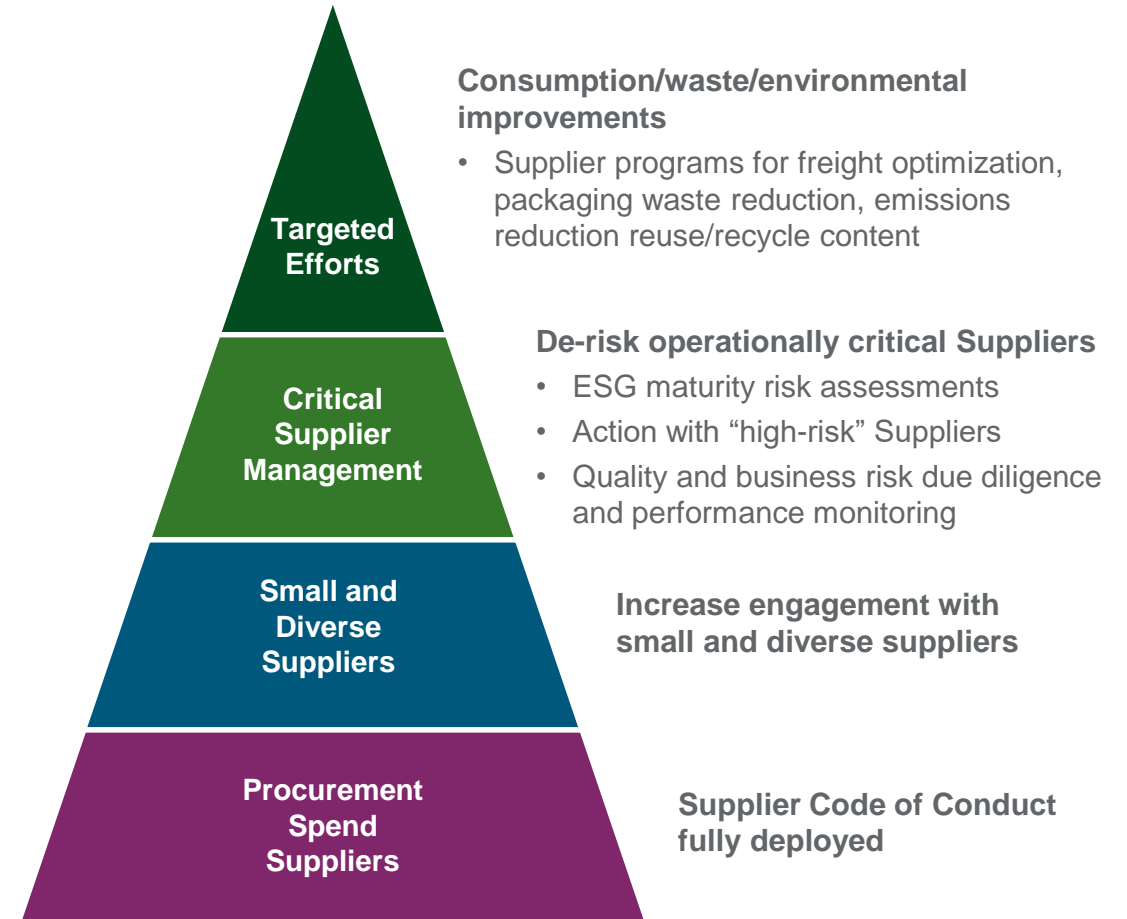 Consumption/waste/environmental
improvements
• Supplier programs for freight optimization,
packaging waste reduction, emissions
reduction reuse/recycle content
Targeted
Efforts
De-risk operationally critical Suppliers
• ESG maturity risk assessments
• Action with “high-risk” Suppliers
• Quality and business risk due diligence
and performance monitoring
Critical
Supplier
Management
Small and
Diverse
Suppliers
Increase engagement with
small and diverse suppliers
Procurement
Spend
Suppliers
Supplier Code of Conduct
fully deployed